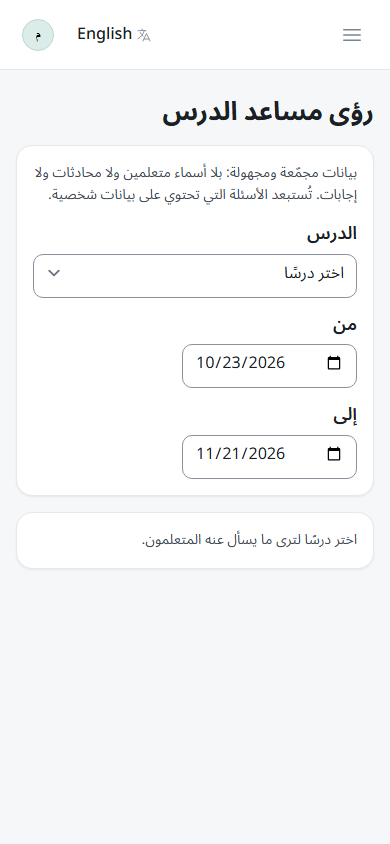 م
English
رؤى مساعد الدرس
بيانات مجمّعة ومجهولة: بلا أسماء متعلمين ولا محادثات ولا
إجابات. تُستبعد الأسئلة التي تحتوي على بيانات شخصية.
الدرس
اختر درسًا
من
10/23/2026
إلى
11/21/2026
اختر درسًا لترى ما يسأل عنه المتعلمون.